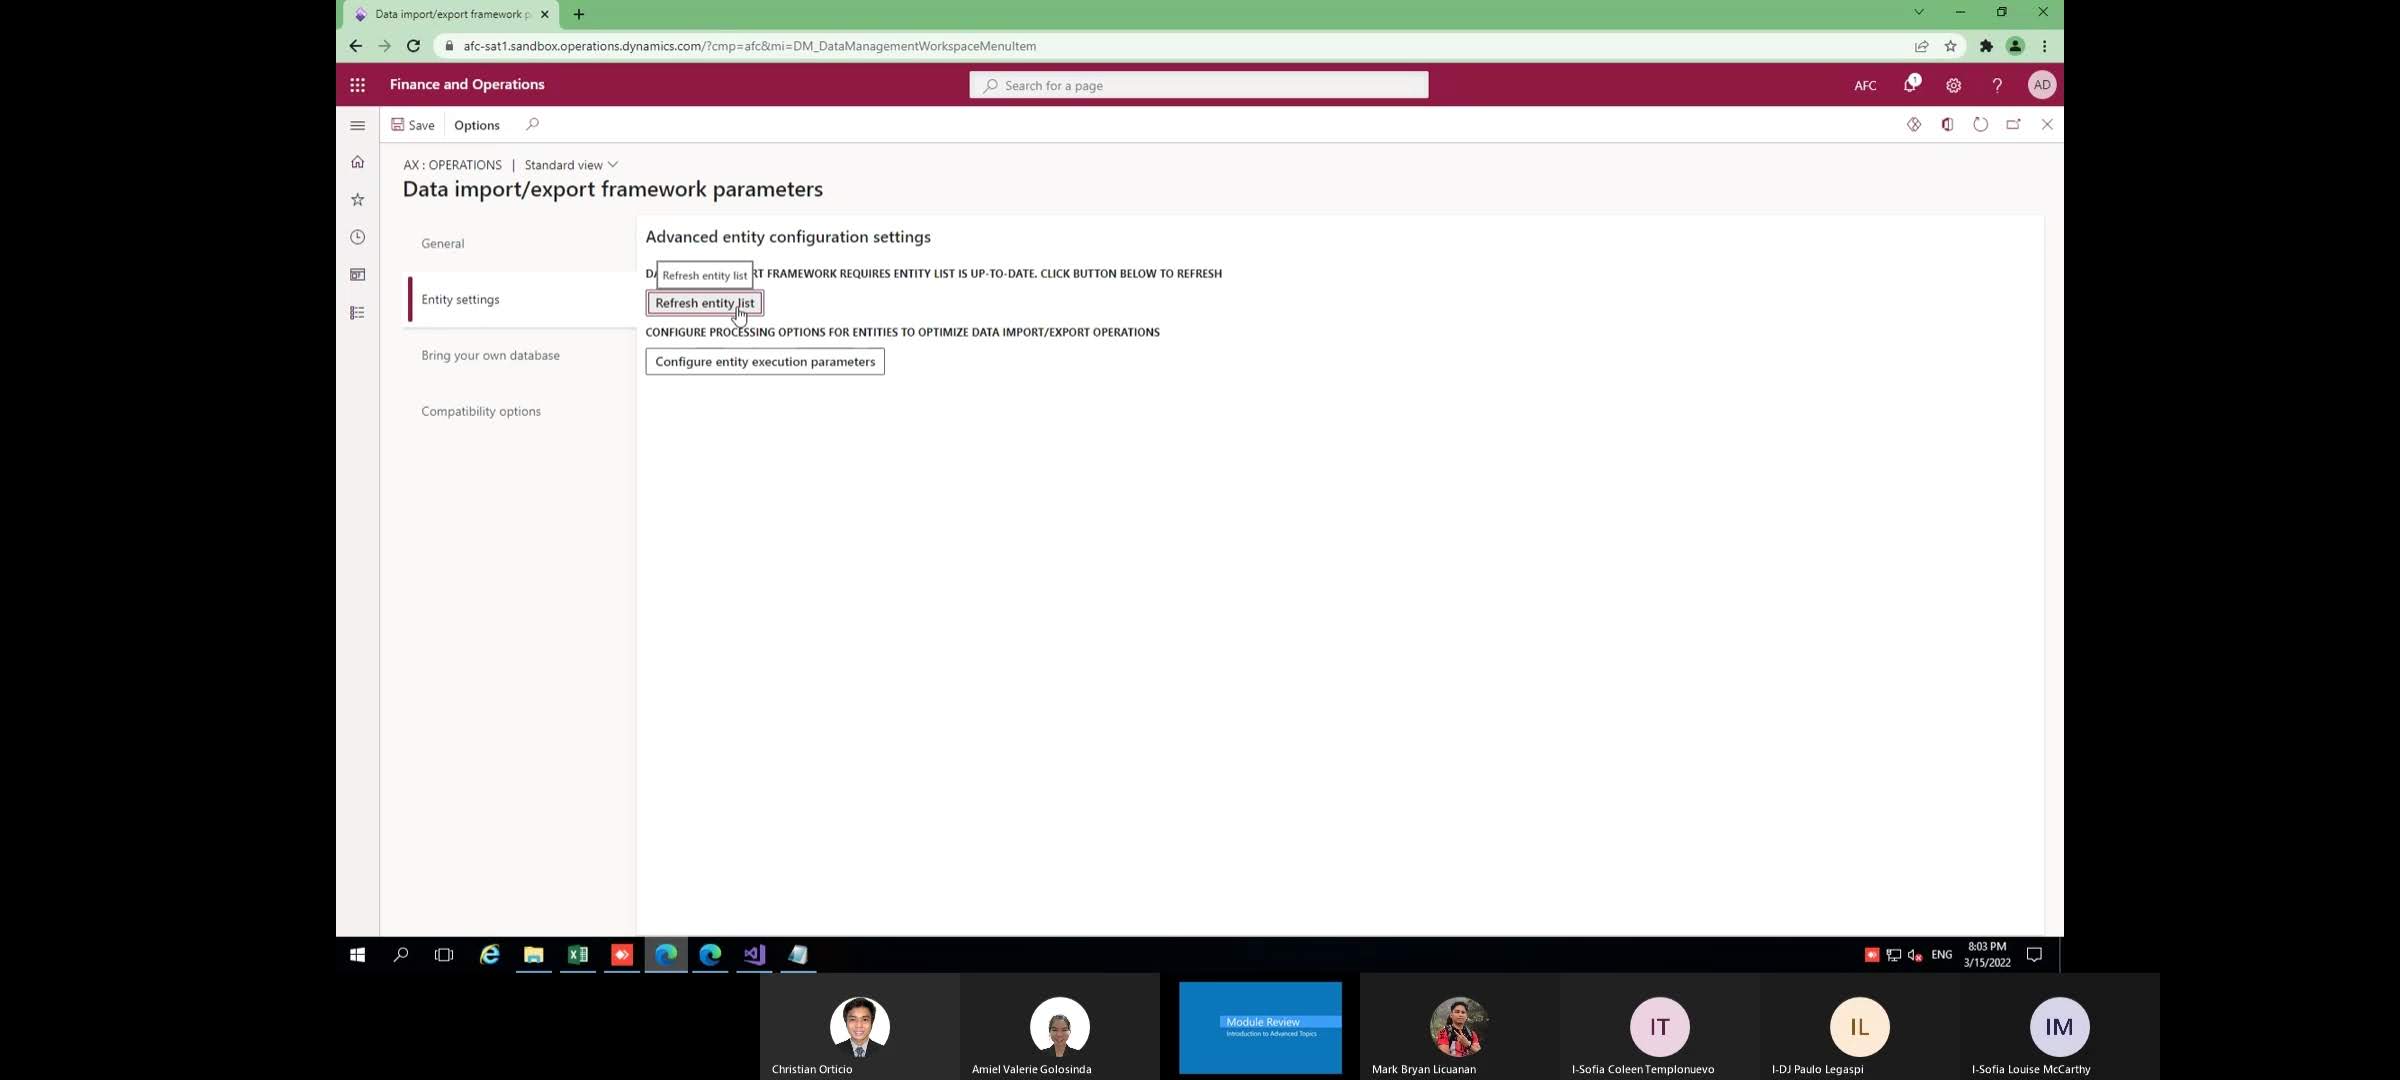 Data import/export framework p
afc-sat1.sandbox.operations.dynamics.com/?cmp=afc&mi=DM_DataManagementWorkspaceMenuItem
Finance and Operations
Search for a page
AFC
1
?
AD
Save
Options
AX : OPERATIONS | Standard view
Data import/export framework parameters
General
Entity settings
Bring your own database
Compatibility options
Advanced entity configuration settings
DA
Refresh entity list
RT FRAMEWORK REQUIRES ENTITY LIST IS UP-TO-DATE. CLICK BUTTON BELOW TO REFRESH
Refresh entity list
CONFIGURE PROCESSING OPTIONS FOR ENTITIES TO OPTIMIZE DATA IMPORT/EXPORT OPERATIONS
Configure entity execution parameters
ENG
8:03 PM
3/15/2022
Christian Orticio
Amiel Valerie Golosinda
Module Review
Introduction to Advanced Topics
Mark Bryan Licuanan
IT
I-Sofia Coleen Templonuevo
IL
I-DJ Paulo Legaspi
IM
I-Sofia Louise McCarthy